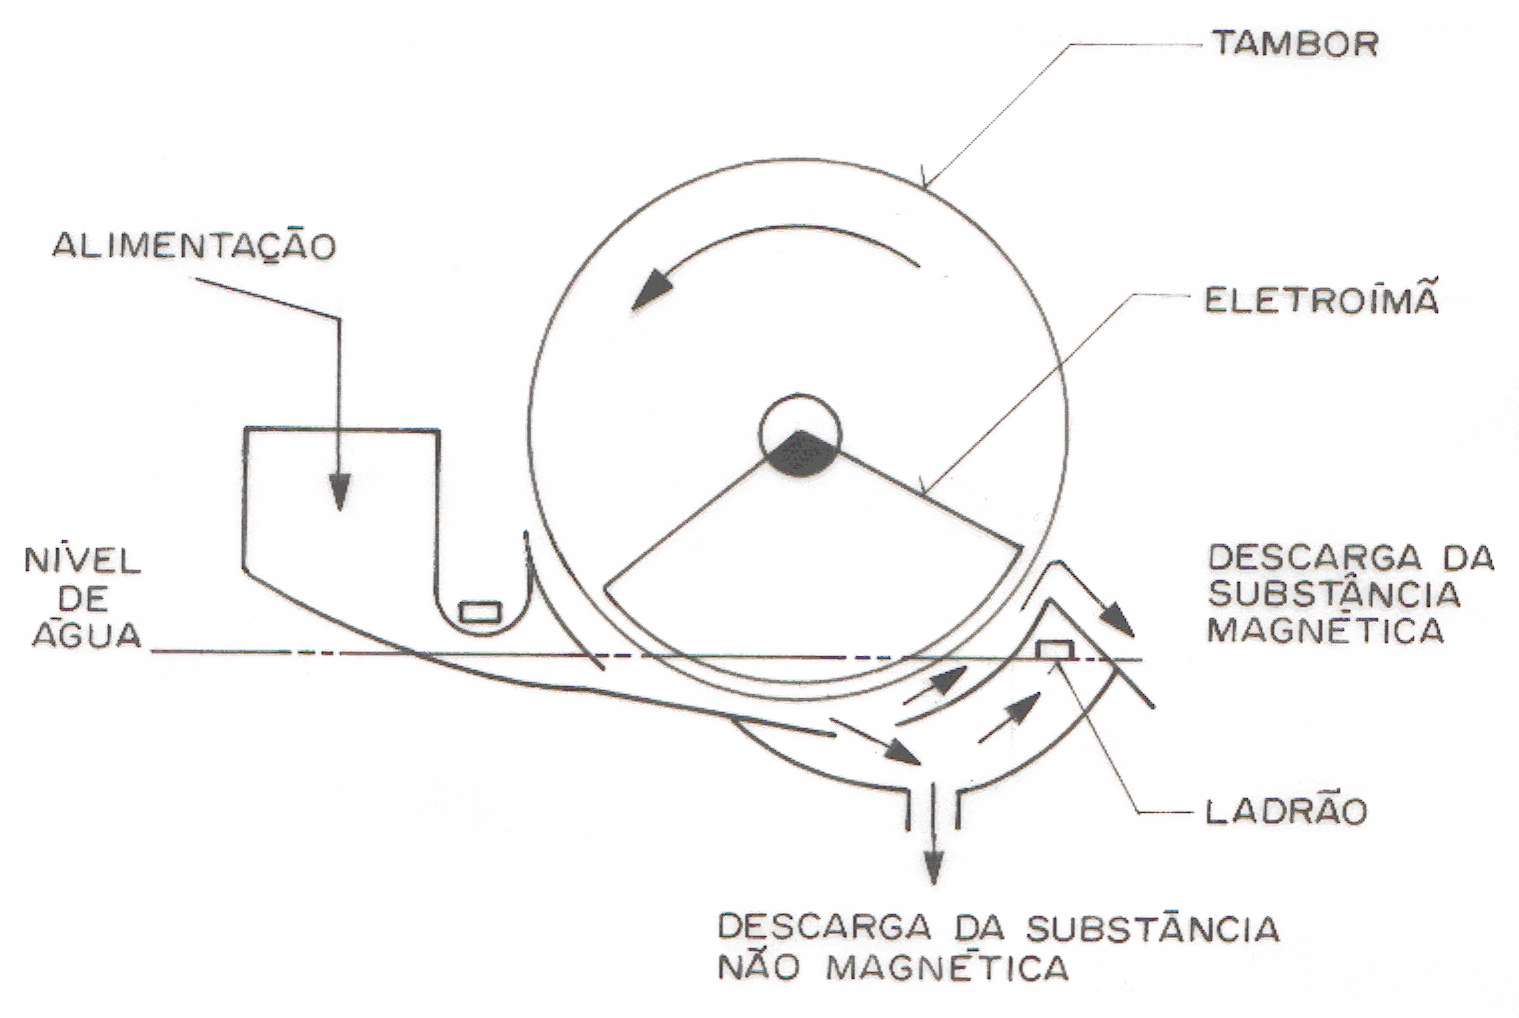 TAMBOR
ALIMENTAÇÃO
ELETROÍMÃ
NÍVEL
DE
ÁGUA
DESCARGA DA
SUBSTÂNCIA
MAGNÉTICA
LADRÃO
DESCARGA DA SUBSTÂNCIA
NÃO MAGNÉTICA